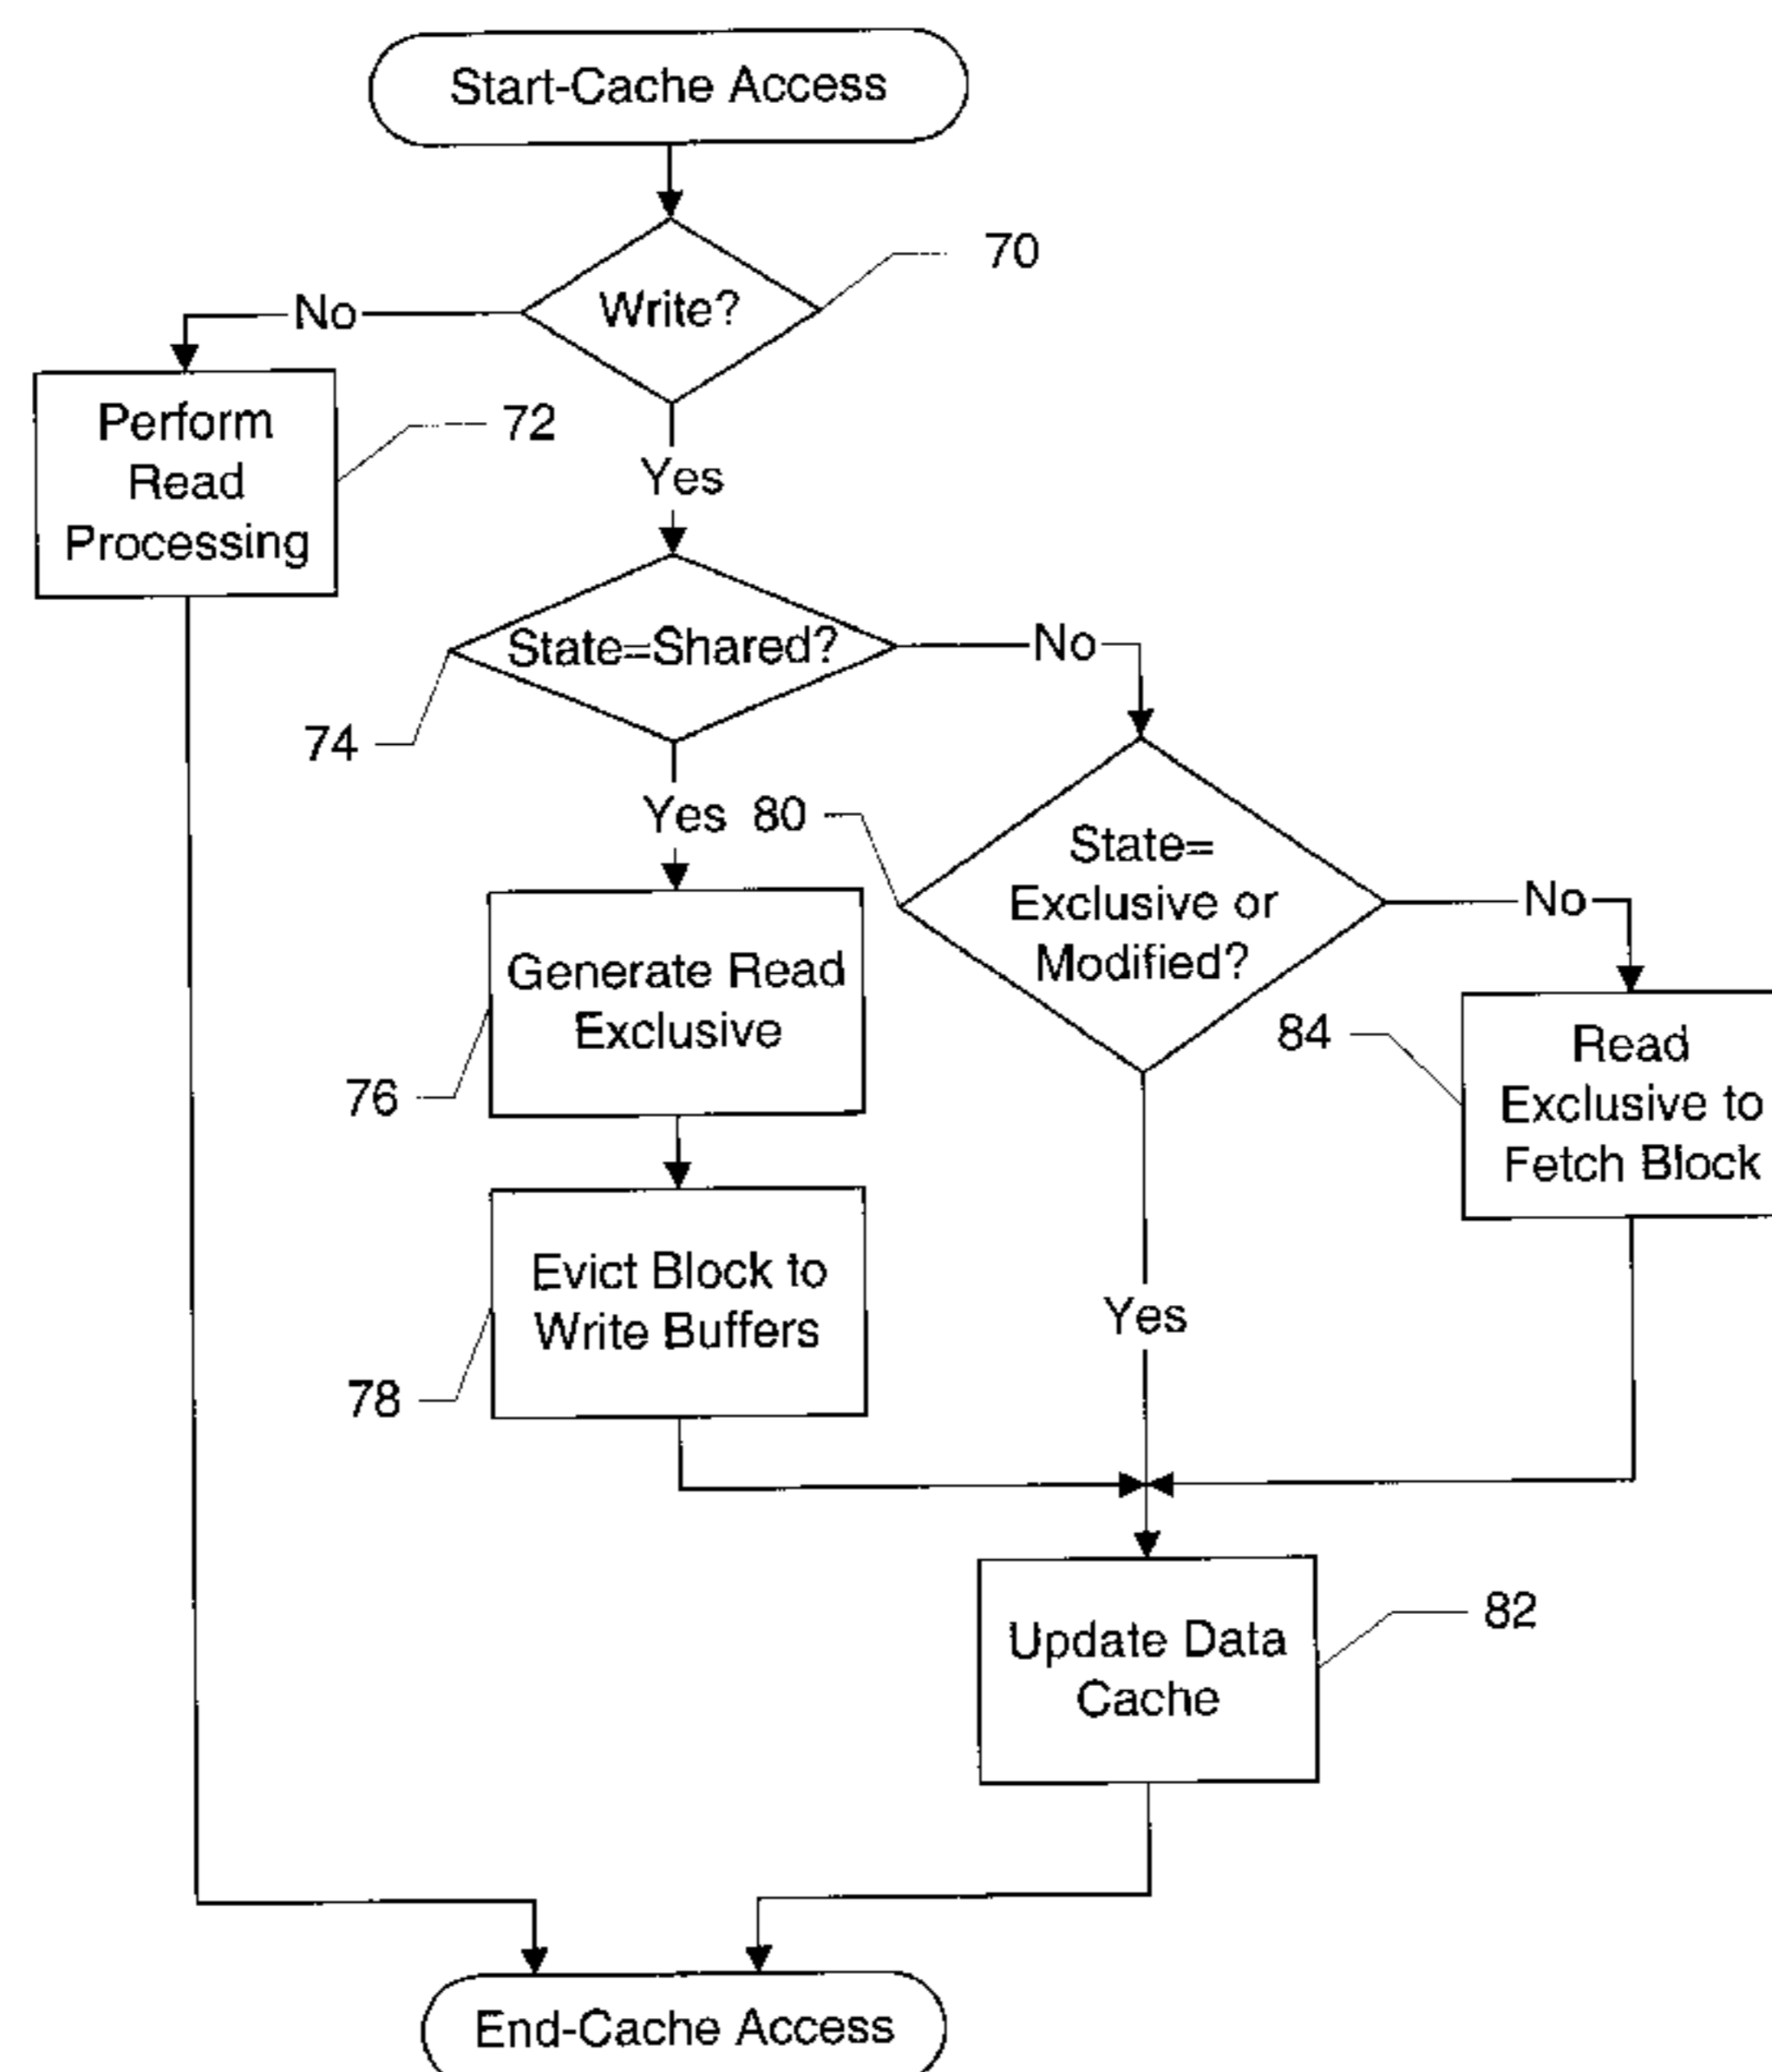 Start-Cache Access
70
Write?
No
Perform
Read
Processing
72
Yes
State=Shared?
No
74
Yes
80
State=
Exclusive or
Modified?
No
Generate Read
Exclusive
76
84
Read
Exclusive to
Fetch Block
Evict Block to
Write Buffers
78
Yes
Update Data
Cache
82
End-Cache Access